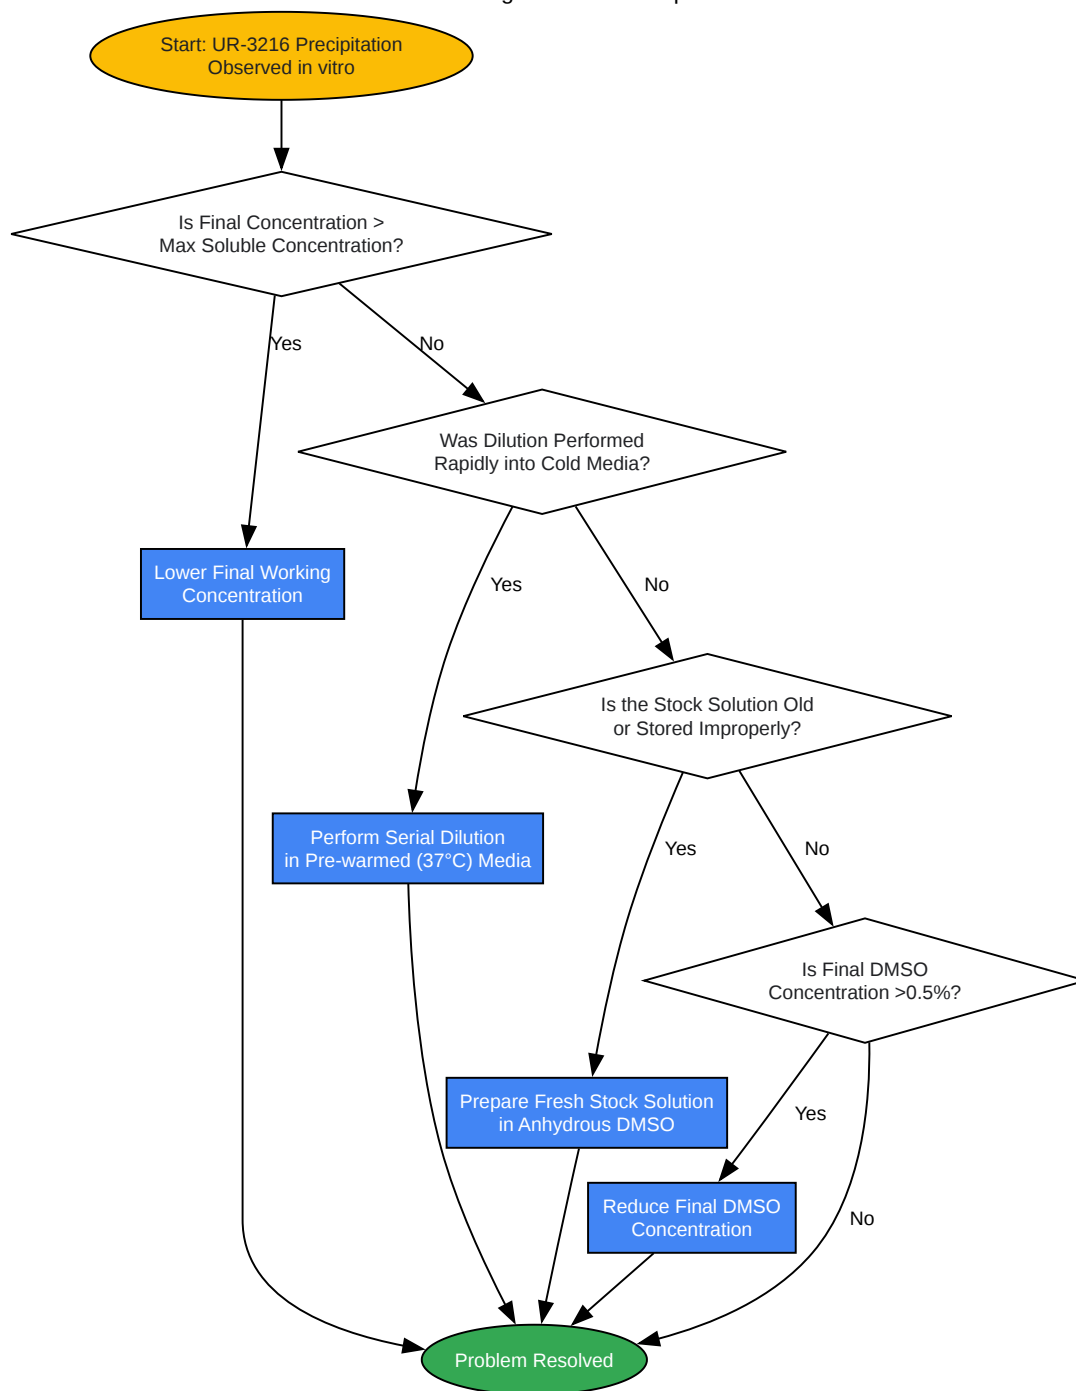 Start: UR-3216 Precipitation
Observed in vitro
Is Final Concentration >
Max Soluble Concentration?
Yes
No
Was Dilution Performed
Rapidly into Cold Media?
Lower Final Working
Concentration
Yes
No
Is the Stock Solution Old
or Stored Improperly?
Perform Serial Dilution
in Pre-warmed (37°C) Media
Yes
No
Is Final DMSO
Concentration >0.5%?
Prepare Fresh Stock Solution
in Anhydrous DMSO
Yes
Reduce Final DMSO
Concentration
No
Problem Resolved